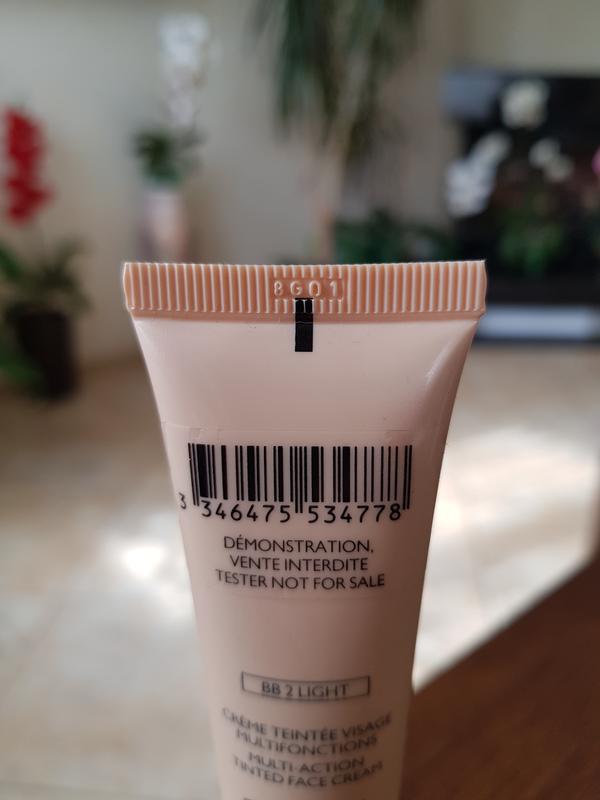 8G01
3 346475 534778
DÉMONSTRATION,
VENTE INTERDITE
TESTER NOT FOR SALE
BB 2 LIGHT
CRÈME TEINTÉE VISAGE
MULTIFONCTIONS
MULTI-ACTION
TINTED FACE CREAM